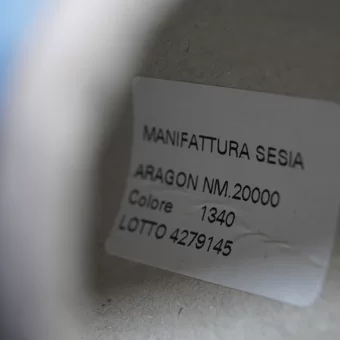 MANIFATTURA SESIA
ARAGON NM.20000
Colore 1340
LOTTO 4279145